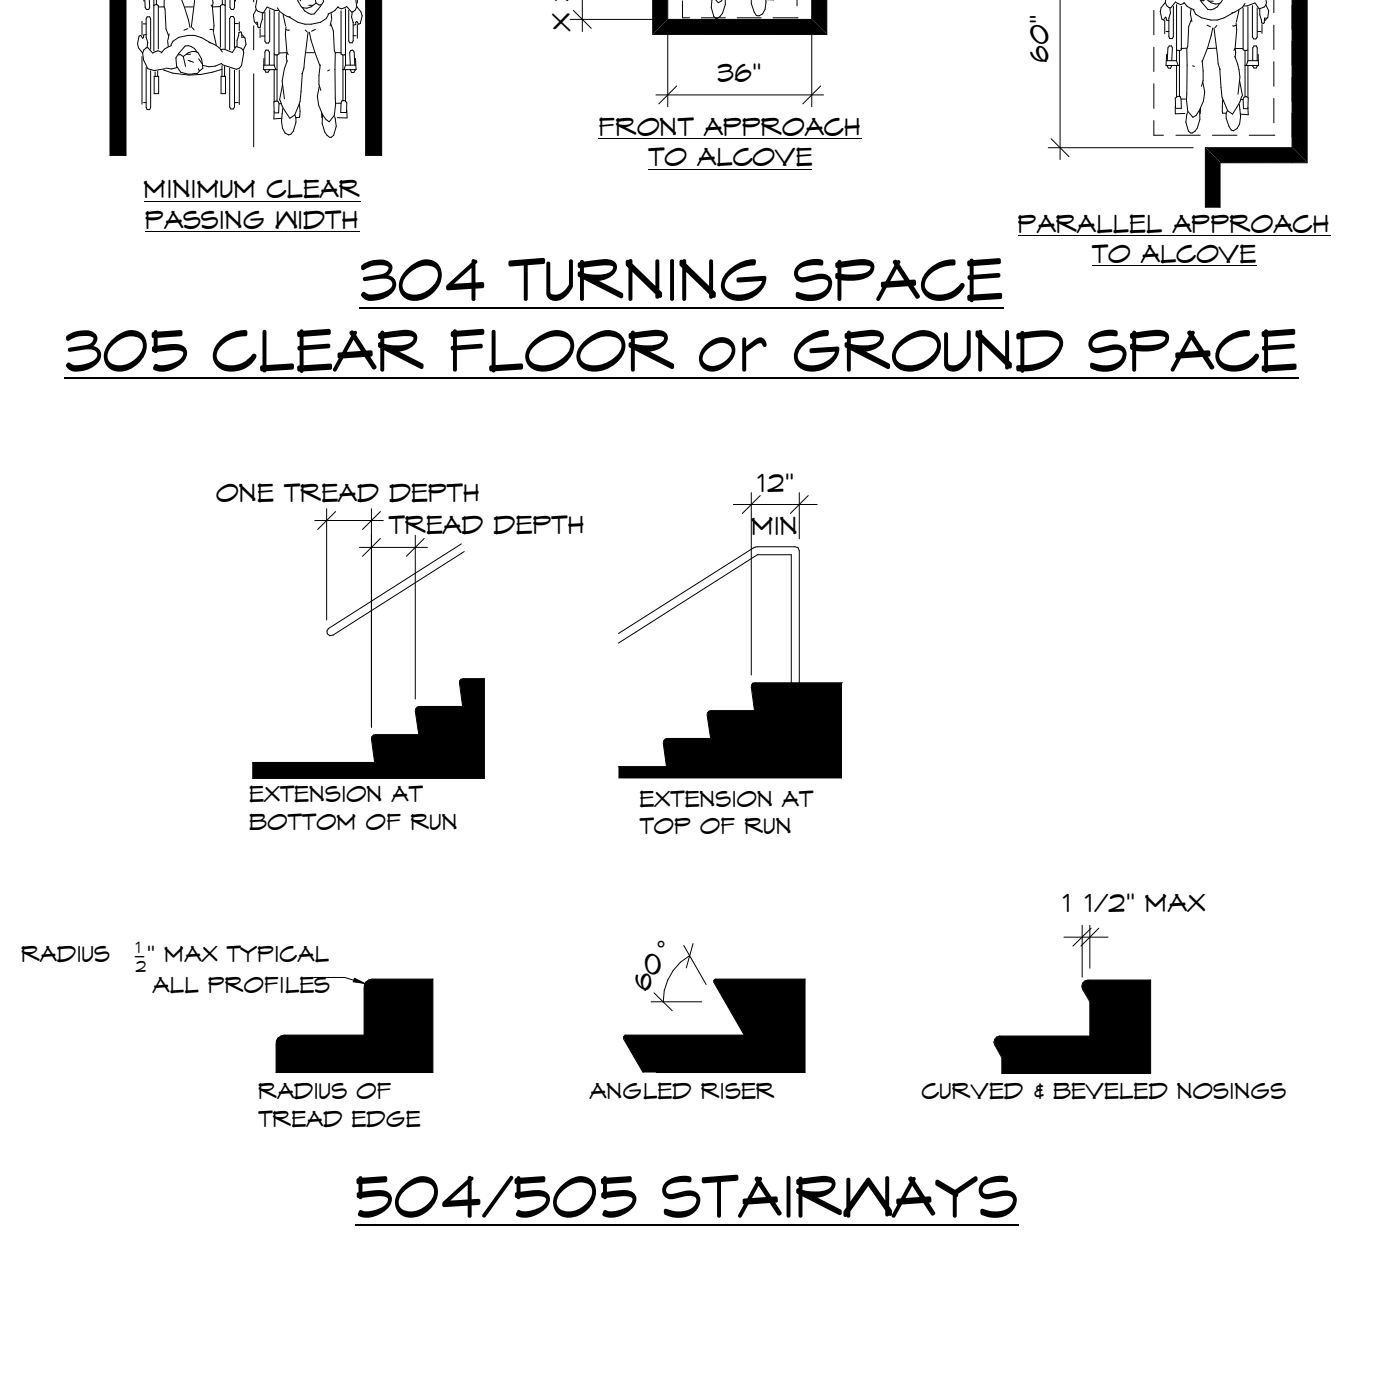 X
36"
60"
FRONT APPROACH
TO ALCOVE
MINIMUM CLEAR
PASSING WIDTH
PARALLEL APPROACH
TO ALCOVE
304 TURNING SPACE
305 CLEAR FLOOR or GROUND SPACE
ONE TREAD DEPTH
TREAD DEPTH
12"
MIN
EXTENSION AT
BOTTOM OF RUN
EXTENSION AT
TOP OF RUN
RADIUS 1/2" MAX TYPICAL
ALL PROFILES
60°
1 1/2" MAX
RADIUS OF
TREAD EDGE
ANGLED RISER
CURVED & BEVELED NOSINGS
504/505 STAIRWAYS